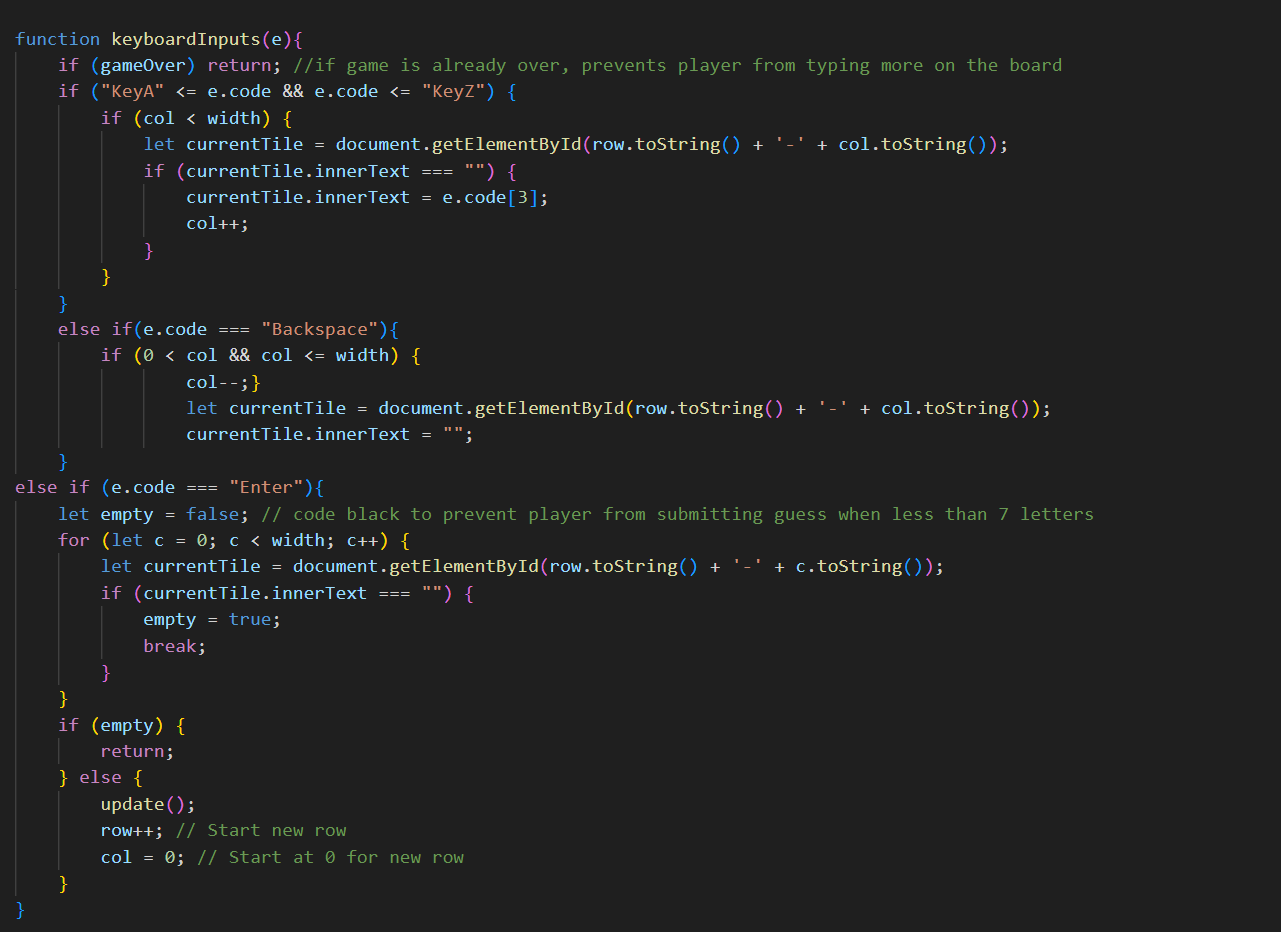 function keyboardInputs(e){
    if (gameOver) return; //if game is already over, prevents player from typing more on the board
    if ("KeyA" <= e.code && e.code <= "KeyZ") {
        if (col < width) {
            let currentTile = document.getElementById(row.toString() + '-' + col.toString());
            if (currentTile.innerText === "") {
                currentTile.innerText = e.code[3];
                col++;
            }
        }
    }
    else if(e.code === "Backspace"){
        if (0 < col && col <= width) {
                col--;}
                let currentTile = document.getElementById(row.toString() + '-' + col.toString());
                currentTile.innerText = "";
    }
else if (e.code === "Enter"){
    let empty = false; // code black to prevent player from submitting guess when less than 7 letters
    for (let c = 0; c < width; c++) {
        let currentTile = document.getElementById(row.toString() + '-' + c.toString());
        if (currentTile.innerText === "") {
            empty = true;
            break;
        }
    }
    if (empty) {
        return;
    } else {
        update();
        row++; // Start new row
        col = 0; // Start at 0 for new row
    }
}